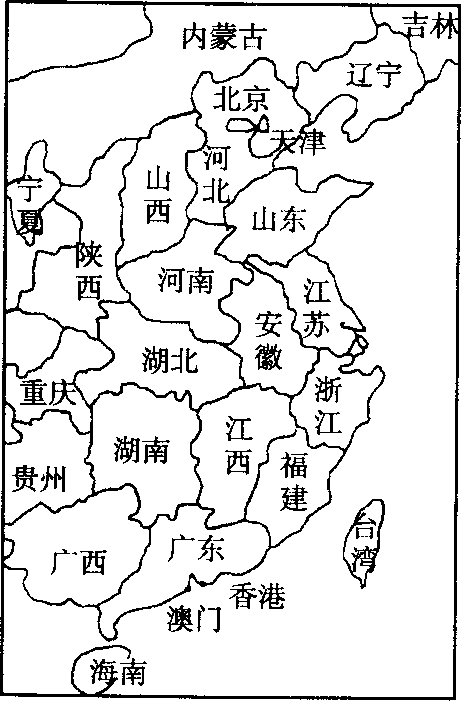 吉林
内蒙古
辽宁
北京
天津
河北
山西
宁夏
山东
陕西
河南
江苏
安徽
湖北
浙江
重庆
江西
湖南
福建
贵州
台湾
广东
广西
香港
澳门
海南